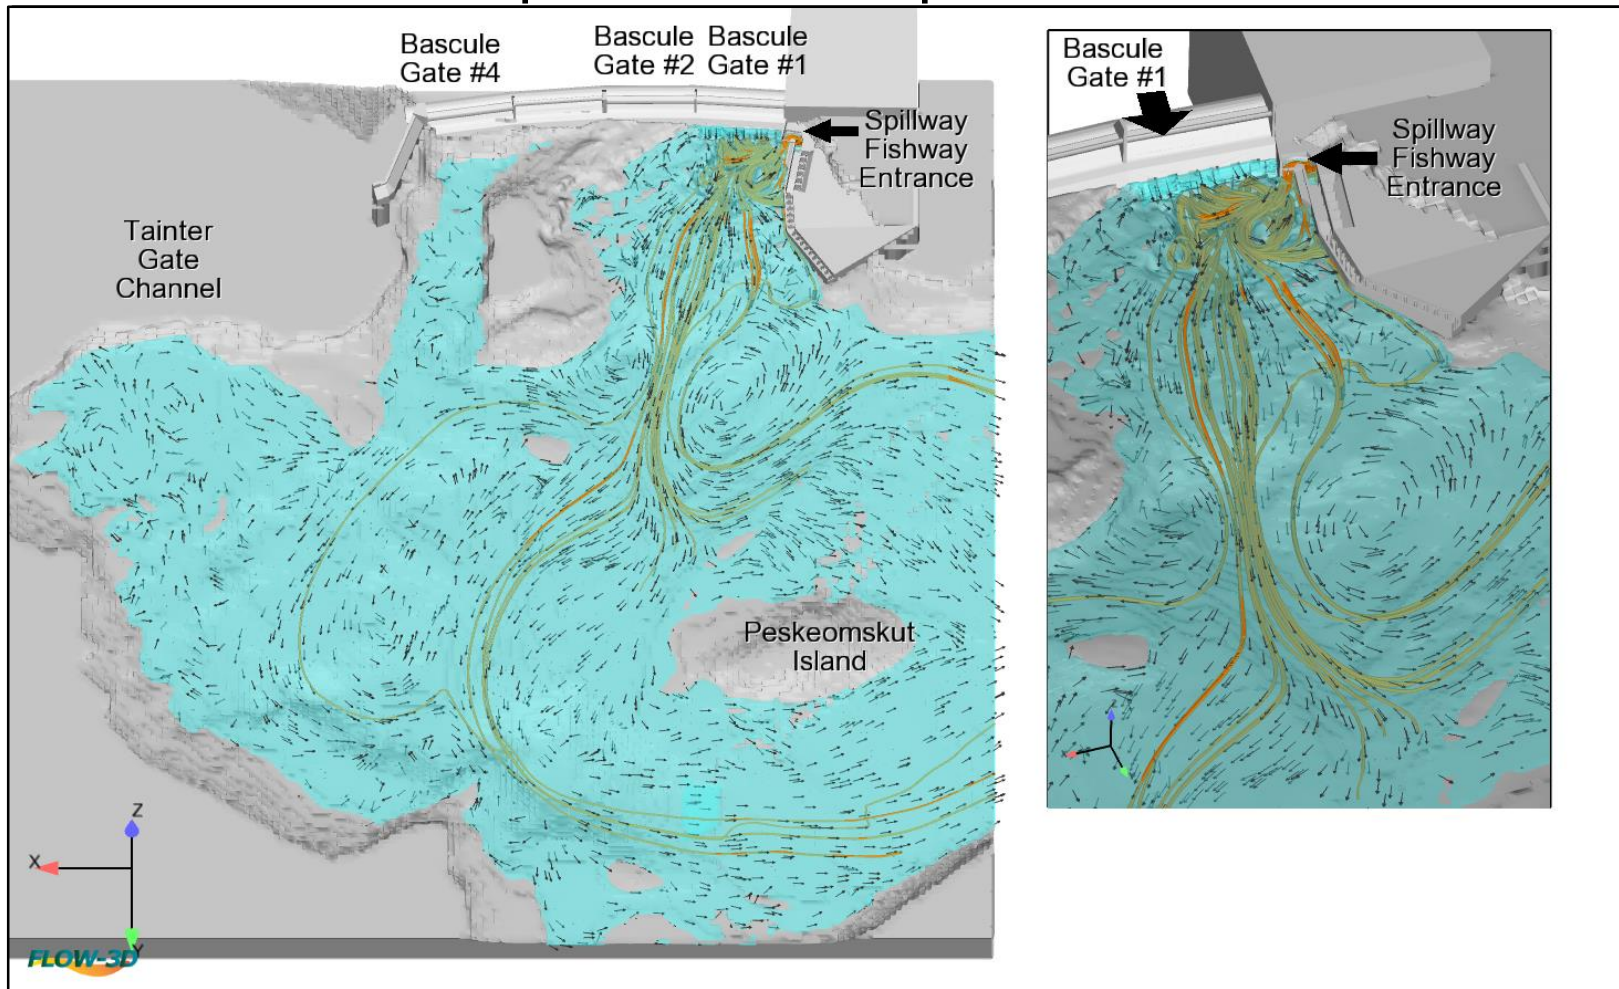 Bascule
Gate #4
Bascule
Gate #2
Bascule
Gate #1
Spillway
Fishway
Entrance
Tainter
Gate
Channel
Peskeomskut
Island
Z
X
Y
FLOW-3D
Bascule
Gate #1
Spillway
Fishway
Entrance